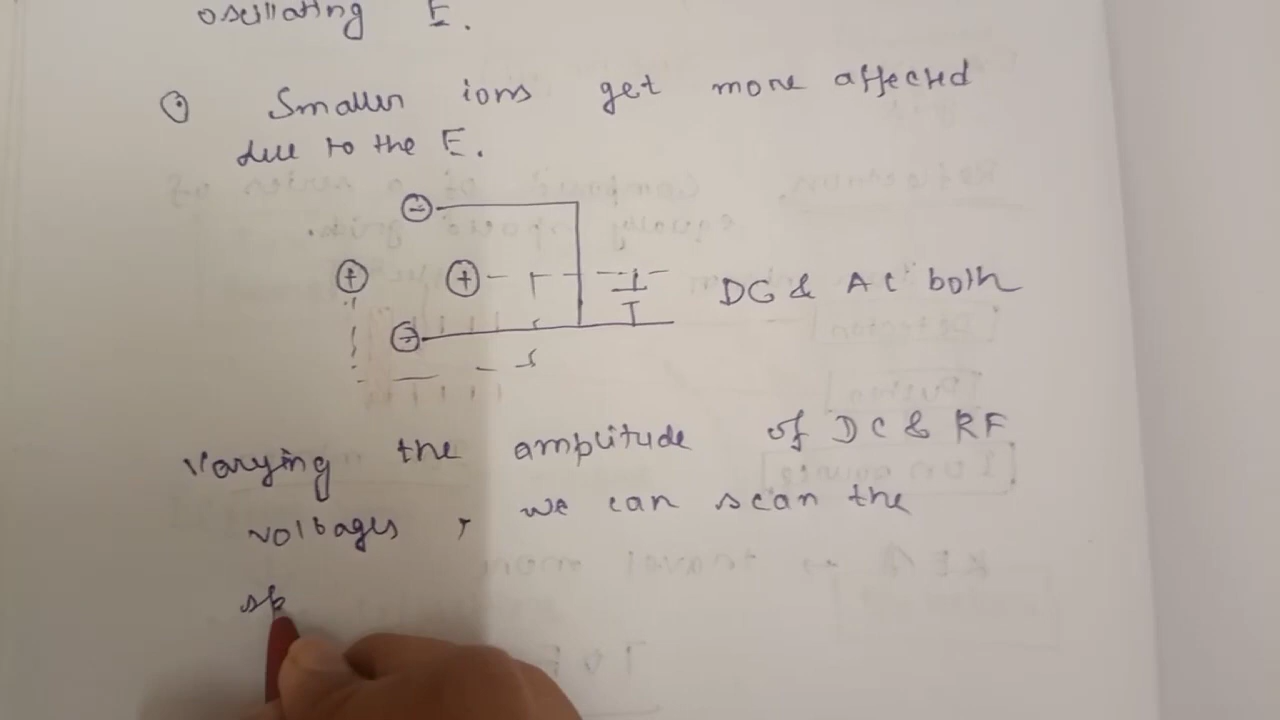 oscillating E.
Smaller ions get more affected
due to the E.
DC & AC both
Varying the amplitude of DC & RF
voltages, we can scan the
sp